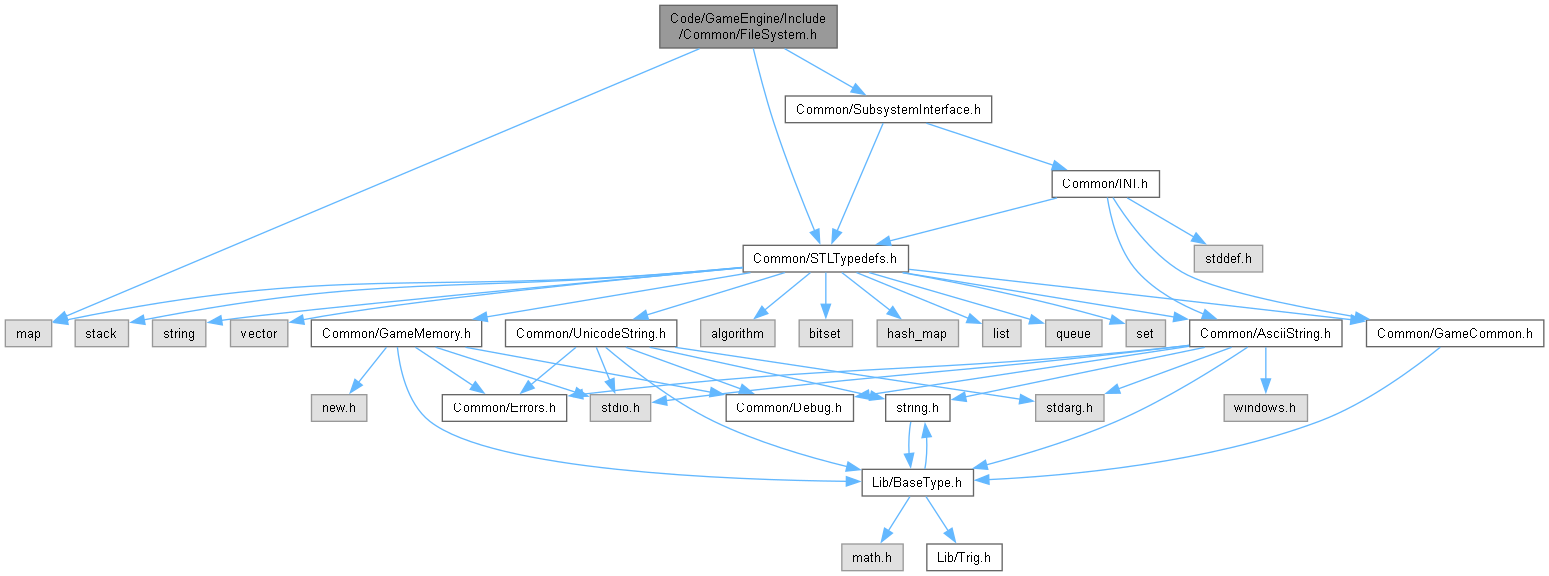 Code/GameEngine/Include
/Common/FileSystem.h
Common/SubsystemInterface.h
Common/INI.h
Common/STLTypedefs.h
stddef.h
map
stack
string
vector
Common/GameMemory.h
Common/UnicodeString.h
algorithm
bitset
hash_map
list
queue
set
Common/AsciiString.h
Common/GameCommon.h
new.h
Common/Errors.h
stdio.h
Common/Debug.h
string.h
stdarg.h
windows.h
Lib/BaseType.h
math.h
Lib/Trig.h